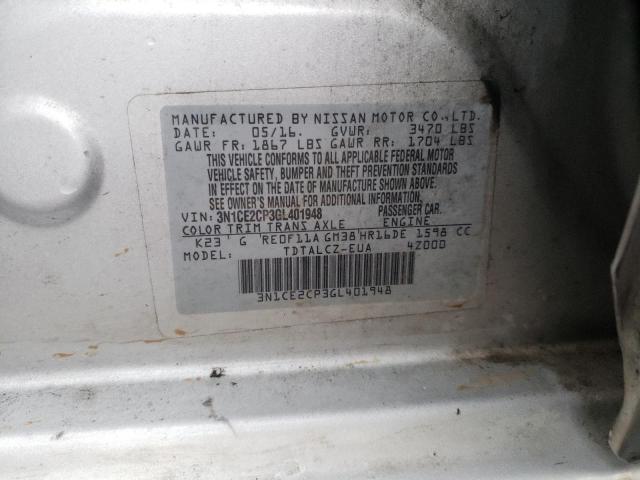 MANUFACTURED BY NISSAN MOTOR CO.,LTD.
DATE: 05/16. GVWR: 3470 LBS
GAWR FR: 1867 LBS GAWR RR: 1704 LBS
THIS VEHICLE CONFORMS TO ALL APPLICABLE FEDERAL MOTOR
VEHICLE SAFETY, BUMPER AND THEFT PREVENTION STANDARDS
IN EFFECT ON THE DATE OF MANUFACTURE SHOWN ABOVE.
SEE OWNER'S MANUAL FOR ADDITIONAL INFORMATION.
VIN: 3N1CE2CP3GL401948 PASSENGER CAR.
COLOR TRIM TRANS AXLE ENGINE
K23 G RE0F11A GM38 HR16DE 1598 CC
MODEL: TDTALCZ-EUA 4Z000
3N1CE2CP3GL401948